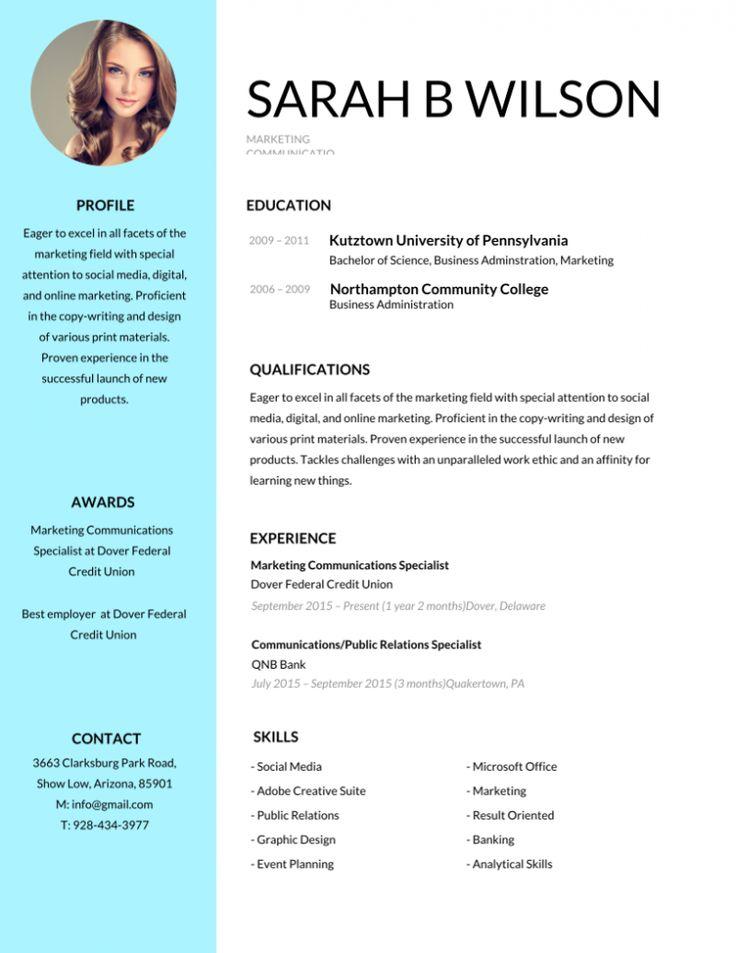 SARAH B WILSON
MARKETING
COMMUNICATIO
PROFILE
Eager to excel in all facets of the
marketing field with special
attention to social media, digital,
and online marketing. Proficient
in the copy-writing and design
of various print materials.
Proven experience in the
successful launch of new
products.
AWARDS
Marketing Communications
Specialist at Dover Federal
Credit Union
Best employer at Dover Federal
Credit Union
CONTACT
3663 Clarksburg Park Road,
Show Low, Arizona, 85901
M: info@gmail.com
T: 928-434-3977
EDUCATION
2009 – 2011 Kutztown University of Pennsylvania
Bachelor of Science, Business Adminstration, Marketing
2006 – 2009 Northampton Community College
Business Administration
QUALIFICATIONS
Eager to excel in all facets of the marketing field with special attention to social
media, digital, and online marketing. Proficient in the copy-writing and design of
various print materials. Proven experience in the successful launch of new
products. Tackles challenges with an unparalleled work ethic and an affinity for
learning new things.
EXPERIENCE
Marketing Communications Specialist
Dover Federal Credit Union
September 2015 – Present (1 year 2 months)Dover, Delaware
Communications/Public Relations Specialist
QNB Bank
July 2015 – September 2015 (3 months)Quakertown, PA
SKILLS
- Social Media
- Adobe Creative Suite
- Public Relations
- Graphic Design
- Event Planning
- Microsoft Office
- Marketing
- Result Oriented
- Banking
- Analytical Skills